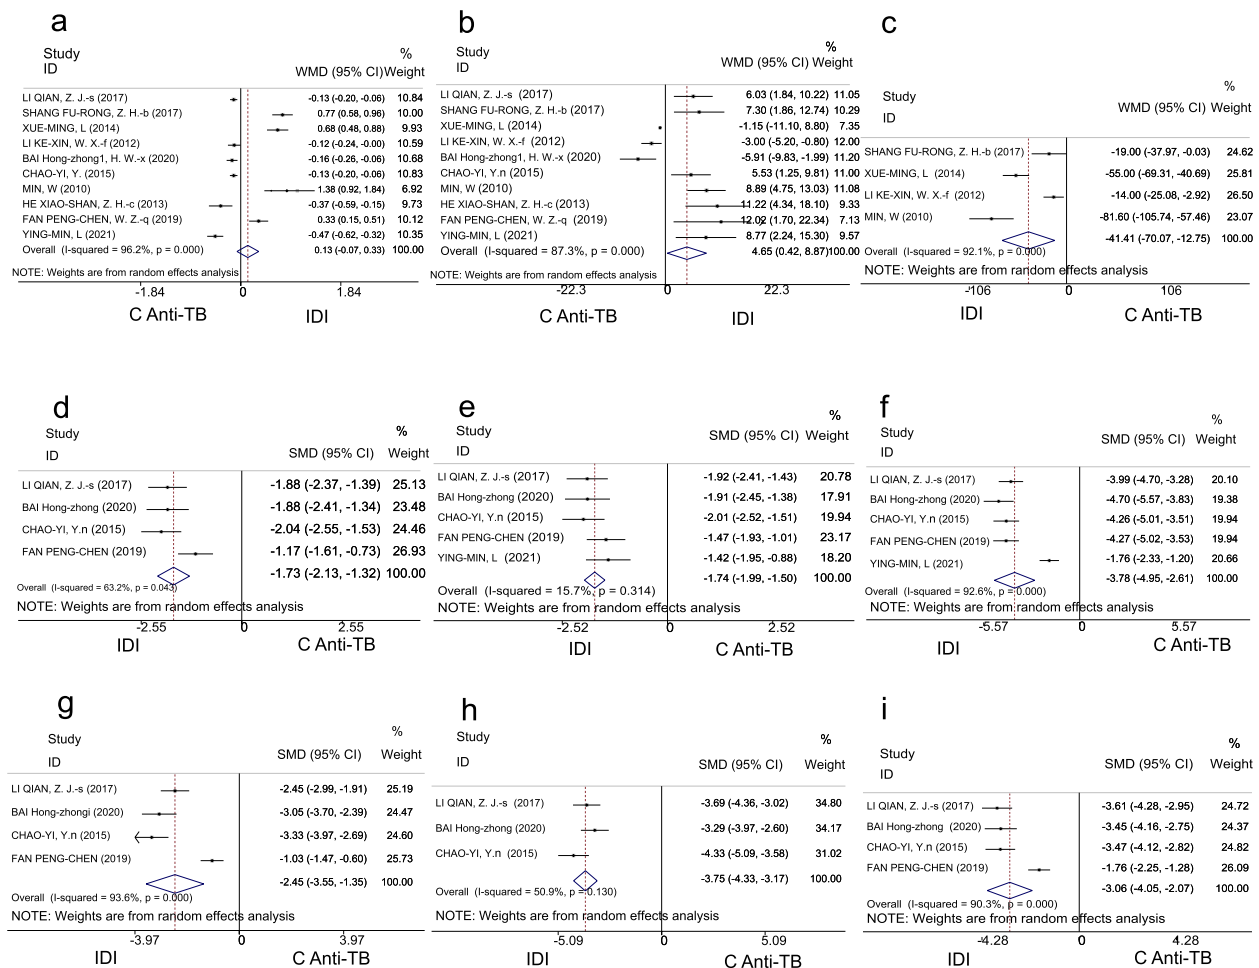 a
Study
ID
%
WMD (95% CI) Weight
LI QIAN, Z. J.-s (2017) -0.13 (-0.20, -0.06) 10.84
SHANG FU-RONG, Z. H.-b (2017) 0.77 (0.58, 0.96) 10.00
XUE-MING, L (2014) 0.68 (0.48, 0.88) 9.93
LI KE-XIN, W. X.-f (2012) -0.12 (-0.24, -0.00) 10.59
BAI Hong-zhong1, H. W.-x (2020) -0.16 (-0.26, -0.06) 10.68
CHAO-YI, Y. (2015) -0.13 (-0.20, -0.06) 10.83
MIN, W (2010) 1.38 (0.92, 1.84) 6.92
HE XIAO-SHAN, Z. H.-c (2013) -0.37 (-0.59, -0.15) 9.73
FAN PENG-CHEN, W. Z.-q (2019) 0.33 (0.15, 0.51) 10.12
YING-MIN, L (2021) -0.47 (-0.62, -0.32) 10.35
Overall (I-squared = 96.2%, p = 0.000) 0.13 (-0.07, 0.33) 100.00
NOTE: Weights are from random effects analysis
-1.84 0 1.84
C Anti-TB IDI
b
Study
ID
%
WMD (95% CI) Weight
LI QIAN, Z. J.-s (2017) 6.03 (1.84, 10.22) 11.05
SHANG FU-RONG, Z. H.-b (2017) 7.30 (1.86, 12.74) 10.29
XUE-MING, L (2014) -1.15 (-11.10, 8.80) 7.35
LI KE-XIN, W. X.-f (2012) -3.00 (-5.20, -0.80) 12.00
BAI Hong-zhong1, H. W.-x (2020) -5.91 (-9.83, -1.99) 11.20
CHAO-YI, Y.n (2015) 5.53 (1.25, 9.81) 11.00
MIN, W (2010) 8.89 (4.75, 13.03) 11.08
HE XIAO-SHAN, Z. H.-c (2013) 11.22 (4.34, 18.10) 9.33
FAN PENG-CHEN, W. Z.-q (2019) 12.02 (1.70, 22.34) 7.13
YING-MIN, L (2021) 8.77 (2.24, 15.30) 9.57
Overall (I-squared = 87.3%, p = 0.000) 4.65 (0.42, 8.87) 100.00
NOTE: Weights are from random effects analysis
-22.3 0 22.3
C Anti-TB IDI
c
Study
ID
%
WMD (95% CI) Weight
SHANG FU-RONG, Z. H.-b (2017) -19.00 (-37.97, -0.03) 24.62
XUE-MING, L (2014) -55.00 (-69.31, -40.69) 25.81
LI KE-XIN, W. X.-f (2012) -14.00 (-25.08, -2.92) 26.50
MIN, W (2010) -81.60 (-105.74, -57.46) 23.07
-41.41 (-70.07, -12.75) 100.00
Overall (I-squared = 92.1%, p = 0.000)
NOTE: Weights are from random effects analysis
-106 0 106
IDI C Anti-TB
d
Study
ID
%
SMD (95% CI) Weight
LI QIAN, Z. J.-s (2017) -1.88 (-2.37, -1.39) 25.13
BAI Hong-zhong (2020) -1.88 (-2.41, -1.34) 23.48
CHAO-YI, Y.n (2015) -2.04 (-2.55, -1.53) 24.46
FAN PENG-CHEN (2019) -1.17 (-1.61, -0.73) 26.93
-1.73 (-2.13, -1.32) 100.00
Overall (I-squared = 63.2%, p = 0.043)
NOTE: Weights are from random effects analysis
-2.55 0 2.55
IDI C Anti-TB
e
Study
ID
%
SMD (95% CI) Weight
LI QIAN, Z. J.-s (2017) -1.92 (-2.41, -1.43) 20.78
BAI Hong-zhong (2020) -1.91 (-2.45, -1.38) 17.91
CHAO-YI, Y.n (2015) -2.01 (-2.52, -1.51) 19.94
FAN PENG-CHEN (2019) -1.47 (-1.93, -1.01) 23.17
YING-MIN, L (2021) -1.42 (-1.95, -0.88) 18.20
-1.74 (-1.99, -1.50) 100.00
Overall (I-squared = 15.7%, p = 0.314)
NOTE: Weights are from random effects analysis
-2.52 0 2.52
IDI C Anti-TB
f
Study
ID
%
SMD (95% CI) Weight
LI QIAN, Z. J.-s (2017) -3.99 (-4.70, -3.28) 20.10
BAI Hong-zhong (2020) -4.70 (-5.57, -3.83) 19.38
CHAO-YI, Y.n (2015) -4.26 (-5.01, -3.51) 19.94
FAN PENG-CHEN (2019) -4.27 (-5.02, -3.53) 19.94
YING-MIN, L (2021) -1.76 (-2.33, -1.20) 20.66
-3.78 (-4.95, -2.61) 100.00
Overall (I-squared = 92.6%, p = 0.000)
NOTE: Weights are from random effects analysis
-5.57 0 5.57
IDI C Anti-TB
g
Study
ID
%
SMD (95% CI) Weight
LI QIAN, Z. J.-s (2017) -2.45 (-2.99, -1.91) 25.19
BAI Hong-zhongi (2020) -3.05 (-3.70, -2.39) 24.47
CHAO-YI, Y.n (2015) -3.33 (-3.97, -2.69) 24.60
FAN PENG-CHEN (2019) -1.03 (-1.47, -0.60) 25.73
-2.45 (-3.55, -1.35) 100.00
Overall (I-squared = 93.6%, p = 0.000)
NOTE: Weights are from random effects analysis
-3.97 0 3.97
IDI C Anti-TB
h
Study
ID
%
SMD (95% CI) Weight
LI QIAN, Z. J.-s (2017) -3.69 (-4.36, -3.02) 34.80
BAI Hong-zhong (2020) -3.29 (-3.97, -2.60) 34.17
CHAO-YI, Y.n (2015) -4.33 (-5.09, -3.58) 31.02
-3.75 (-4.33, -3.17) 100.00
Overall (I-squared = 50.9%, p = 0.130)
NOTE: Weights are from random effects analysis
-5.09 0 5.09
IDI C Anti-TB
i
Study
ID
%
SMD (95% CI) Weight
LI QIAN, Z. J.-s (2017) -3.61 (-4.28, -2.95) 24.72
BAI Hong-zhong (2020) -3.45 (-4.16, -2.75) 24.37
CHAO-YI, Y.n (2015) -3.47 (-4.12, -2.82) 24.82
FAN PENG-CHEN (2019) -1.76 (-2.25, -1.28) 26.09
-3.06 (-4.05, -2.07) 100.00
Overall (I-squared = 90.3%, p = 0.000)
NOTE: Weights are from random effects analysis
-4.28 0 4.28
IDI C Anti-TB